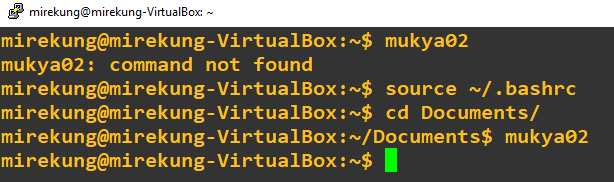 mirekung@mirekung-VirtualBox: ~
mirekung@mirekung-VirtualBox:~$ mukya02
mukya02: command not found
mirekung@mirekung-VirtualBox:~$ source ~/.bashrc
mirekung@mirekung-VirtualBox:~$ cd Documents/
mirekung@mirekung-VirtualBox:~/Documents$ mukya02
mirekung@mirekung-VirtualBox:~$